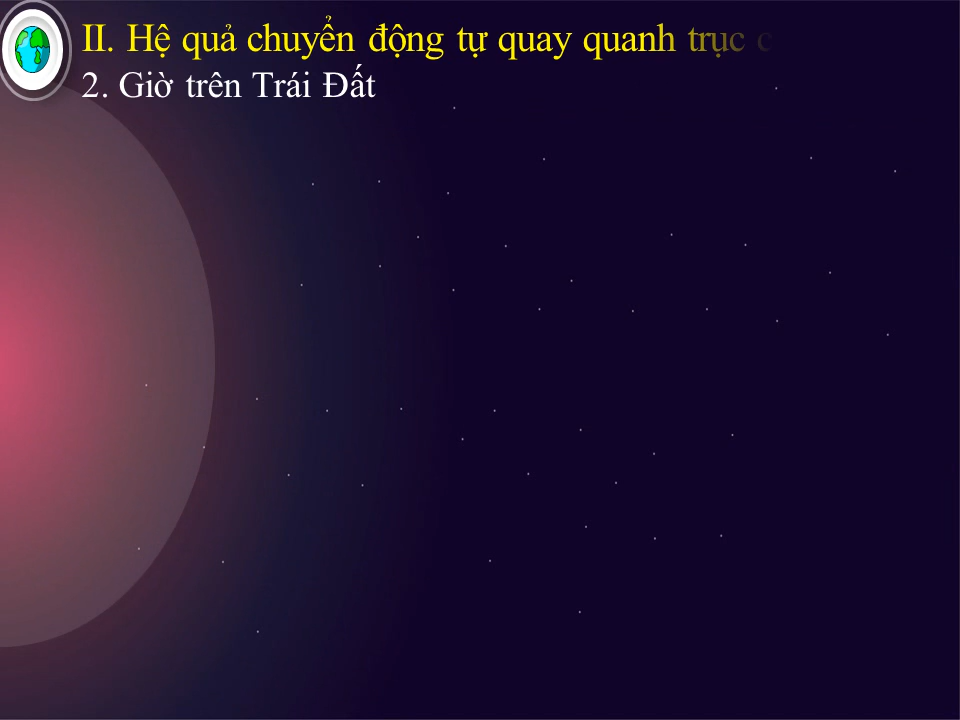 II. Hệ quả chuyển động tự quay quanh trục
2. Giờ trên Trái Đất